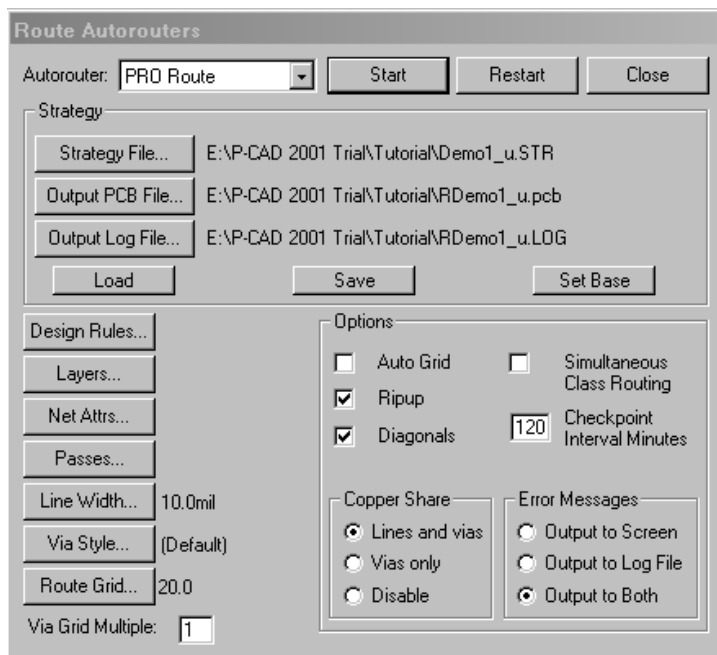 Route Autorouters
Autorouter: PRO Route Start Restart Close
Strategy
Strategy File... E:\P-CAD 2001 Trial\Tutorial\Demo1_u.STR
Output PCB File... E:\P-CAD 2001 Trial\Tutorial\RDemo1_u.pcb
Output Log File... E:\P-CAD 2001 Trial\Tutorial\RDemo1_u.LOG
Load Save Set Base
Design Rules...
Layers...
Net Attrs...
Passes...
Line Width... 10.0mil
Via Style... (Default)
Route Grid... 20.0
Via Grid Multiple: 1
Options
Auto Grid
Ripup
Diagonals
Simultaneous
Class Routing
120 Checkpoint
Interval Minutes
Copper Share
Lines and vias
Vias only
Disable
Error Messages
Output to Screen
Output to Log File
Output to Both